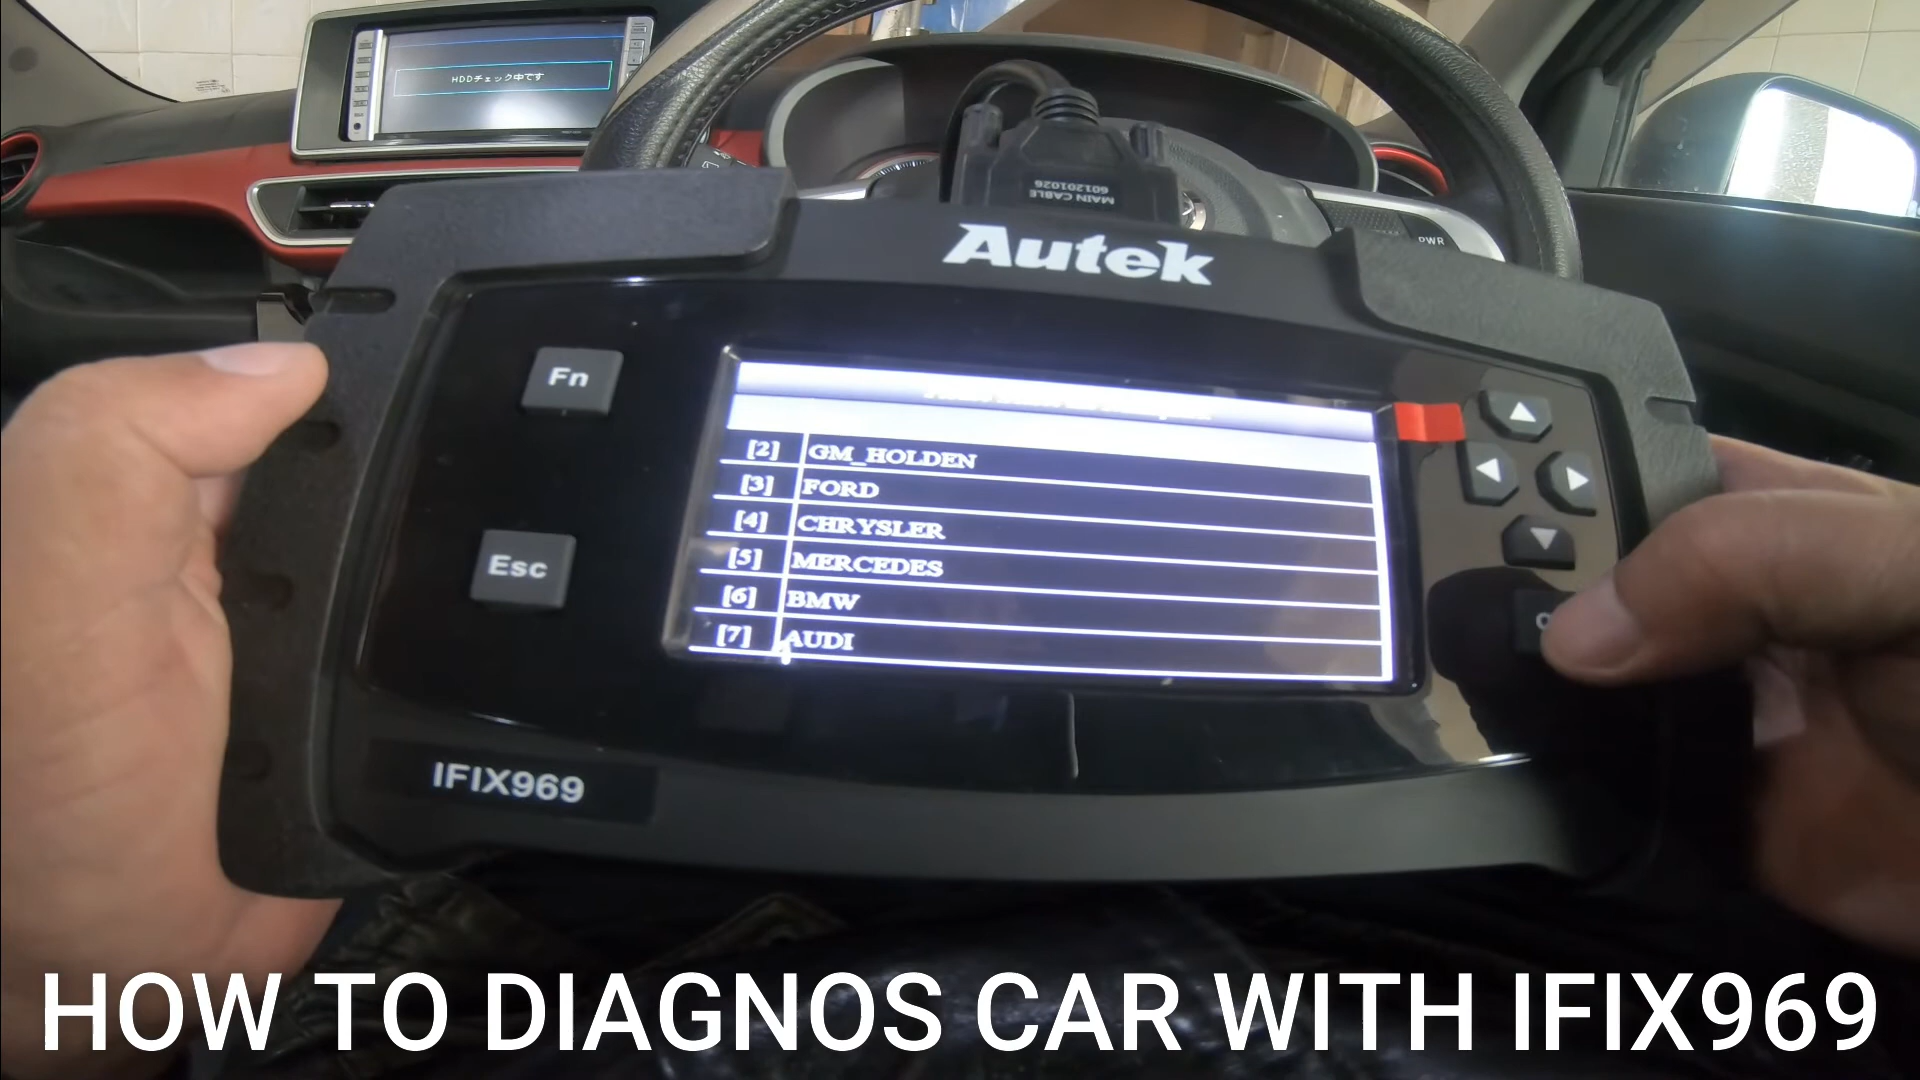 HDDチェック中です
MAIN CABLE
601201026
PWR
Autek
Fn
Esc
[2] GM_HOLDEN
[3] FORD
[4] CHRYSLER
[5] MERCEDES
[6] BMW
[7] AUDI
IFIX969
HOW TO DIAGNOS CAR WITH IFIX969